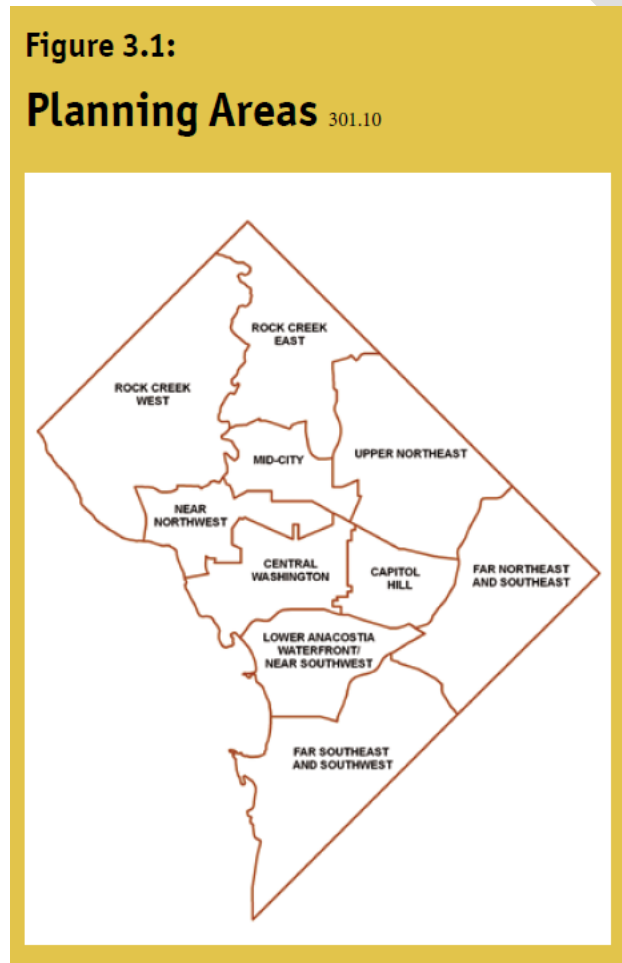 Figure 3.1:
Planning Areas 301.10
ROCK CREEK
EAST
ROCK CREEK
WEST
MID-CITY
UPPER NORTHEAST
NEAR
NORTHWEST
CENTRAL
WASHINGTON
CAPITOL
HILL
FAR NORTHEAST
AND SOUTHEAST
LOWER ANACOSTIA
WATERFRONT/
NEAR SOUTHWEST
FAR SOUTHEAST
AND SOUTHWEST